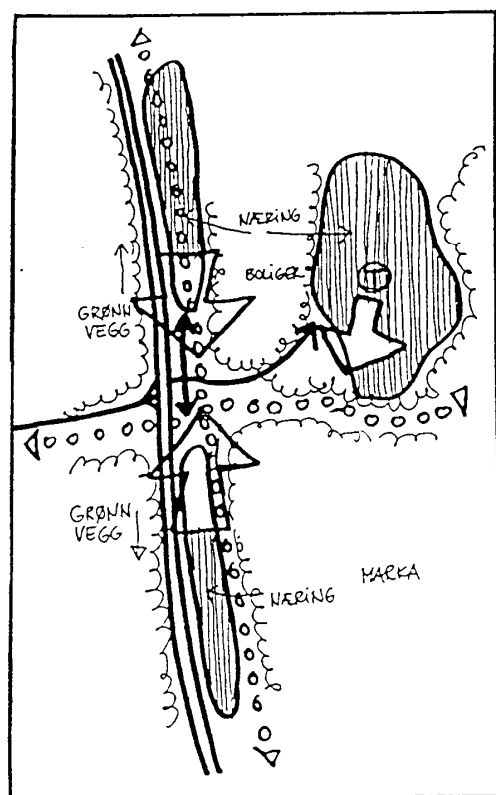 NÆRING
BOLIGER
GRØNN
VEGG
GRØNN
VEGG
NÆRING
MARKA
T